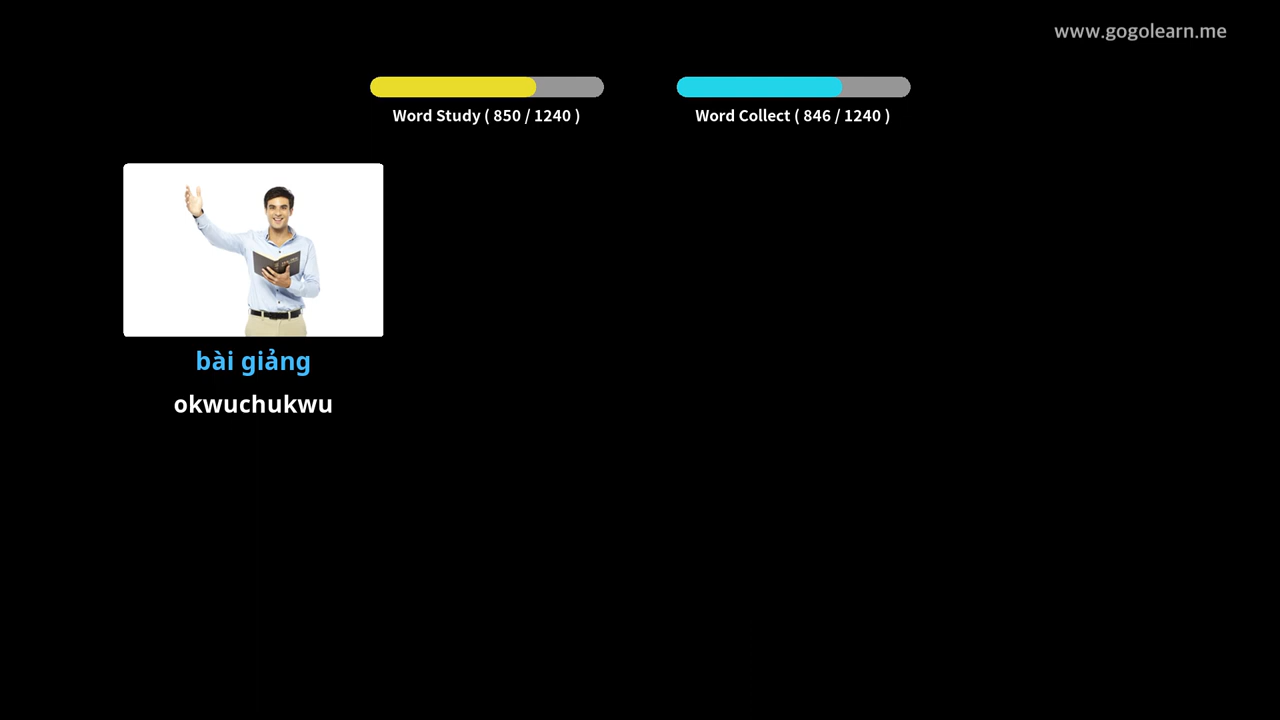 www.gogolearn.me
Word Study ( 850 / 1240 )
Word Collect ( 846 / 1240 )
bài giảng
okwuchukwu